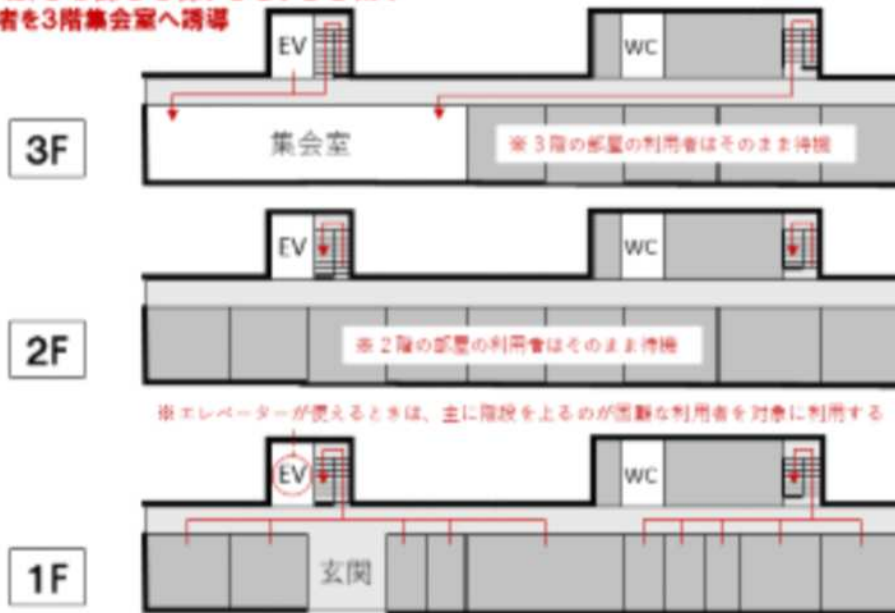 者を3階集会室へ誘導
EV
WC
3F
集会室
※3階の部屋の利用者はそのまま待機
EV
WC
2F
※2階の部屋の利用者はそのまま待機
※エレベーターが使えるときは、主に階段を上るのが困難な利用者を対象に利用する
EV
WC
1F
玄関